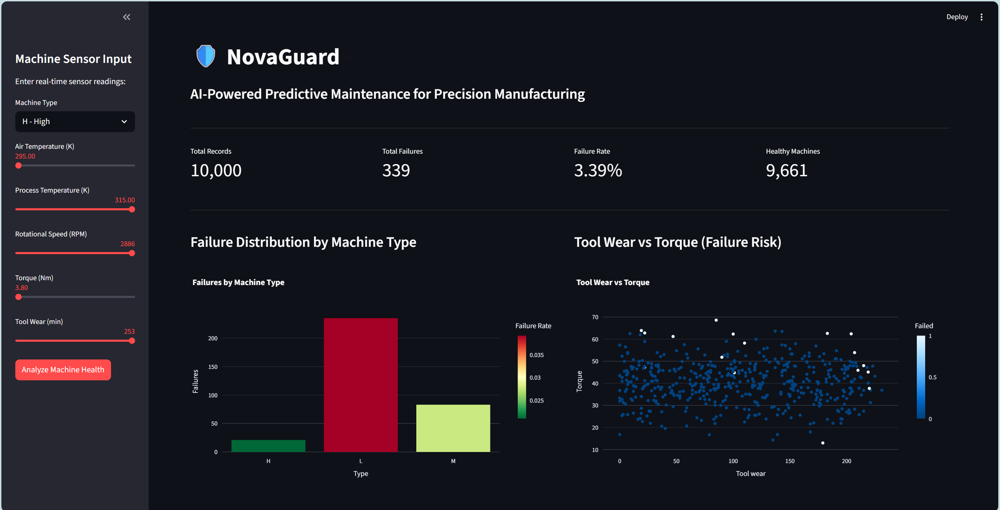 Deploy
Machine Sensor Input
Enter real-time sensor readings:
Machine Type
H - High
Air Temperature (K)
295.00
Process Temperature (K)
315.00
Rotational Speed (RPM)
2886
Torque (Nm)
3.80
Tool Wear (min)
253
Analyze Machine Health
NovaGuard
AI-Powered Predictive Maintenance for Precision Manufacturing
Total Records
10,000
Total Failures
339
Failure Rate
3.39%
Healthy Machines
9,661
Failure Distribution by Machine Type
Failures by Machine Type
Failures
200
150
100
50
0
H
L
M
Type
Failure Rate
0.035
0.03
0.025
Tool Wear vs Torque (Failure Risk)
Tool Wear vs Torque
Torque
70
60
50
40
30
20
10
0
50
100
150
200
Tool wear
Failed
1
0.5
0